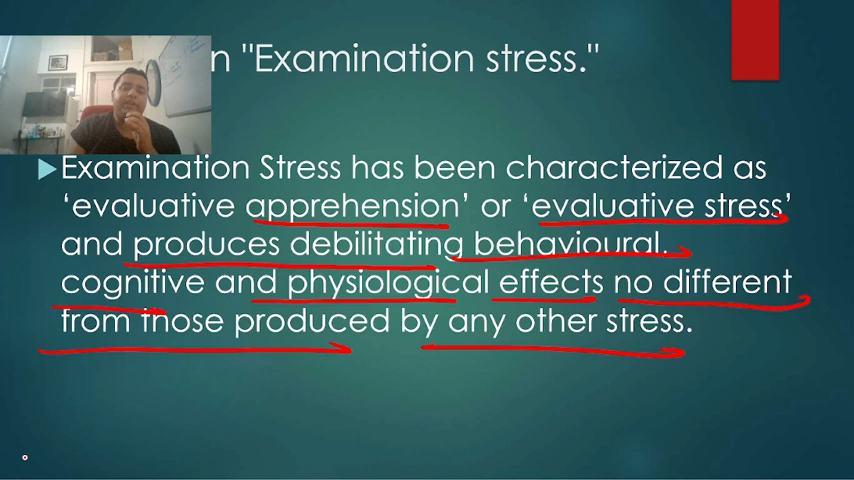 n "Examination stress."
Examination Stress has been characterized as
‘evaluative apprehension’ or ‘evaluative stress’
and produces debilitating behavioural,
cognitive and physiological effects no different
from those produced by any other stress.